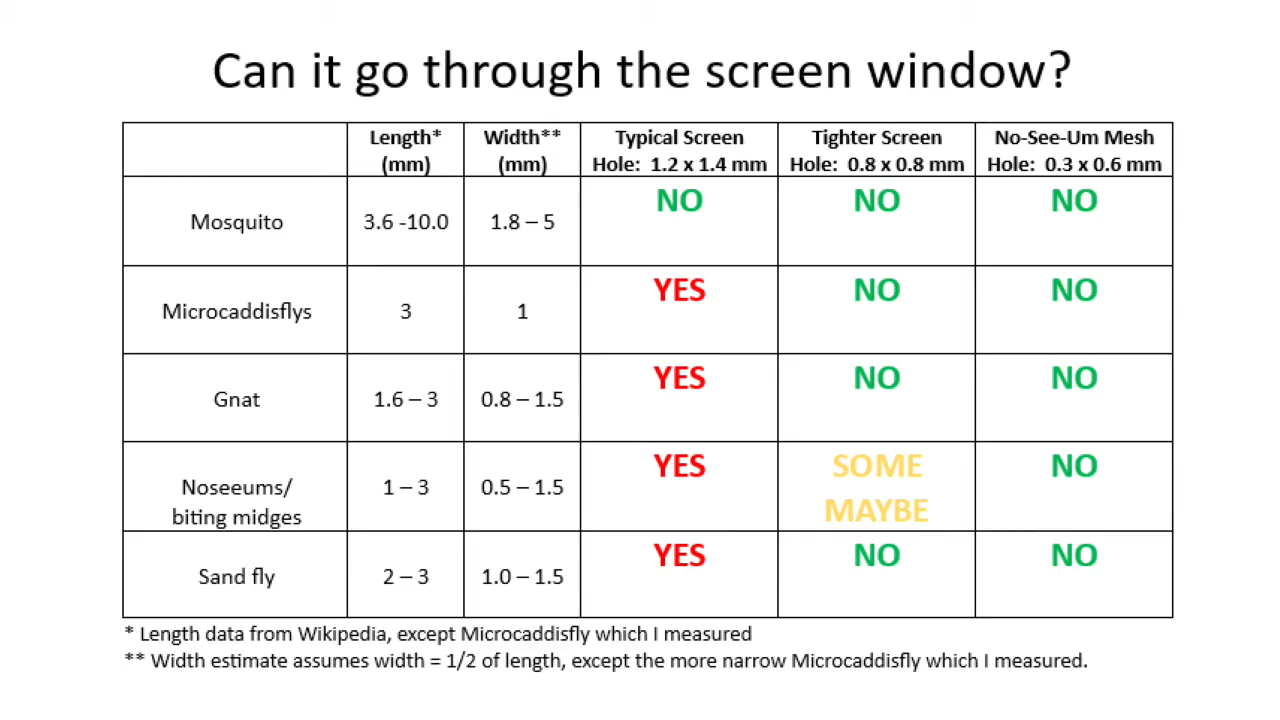 Can it go through the screen window?
Length* Width** Typical Screen Tighter Screen No-See-Um Mesh
(mm) (mm) Hole: 1.2 x 1.4 mm Hole: 0.8 x 0.8 mm Hole: 0.3 x 0.6 mm
Mosquito 3.6 -10.0 1.8 – 5 NO NO NO
Microcaddisflys 3 1 YES NO NO
Gnat 1.6 – 3 0.8 – 1.5 YES NO NO
Noseeums/ 1 – 3 0.5 – 1.5 YES SOME NO
biting midges MAYBE
Sand fly 2 – 3 1.0 – 1.5 YES NO NO
* Length data from Wikipedia, except Microcaddisfly which I measured
** Width estimate assumes width = 1/2 of length, except the more narrow Microcaddisfly which I measured.